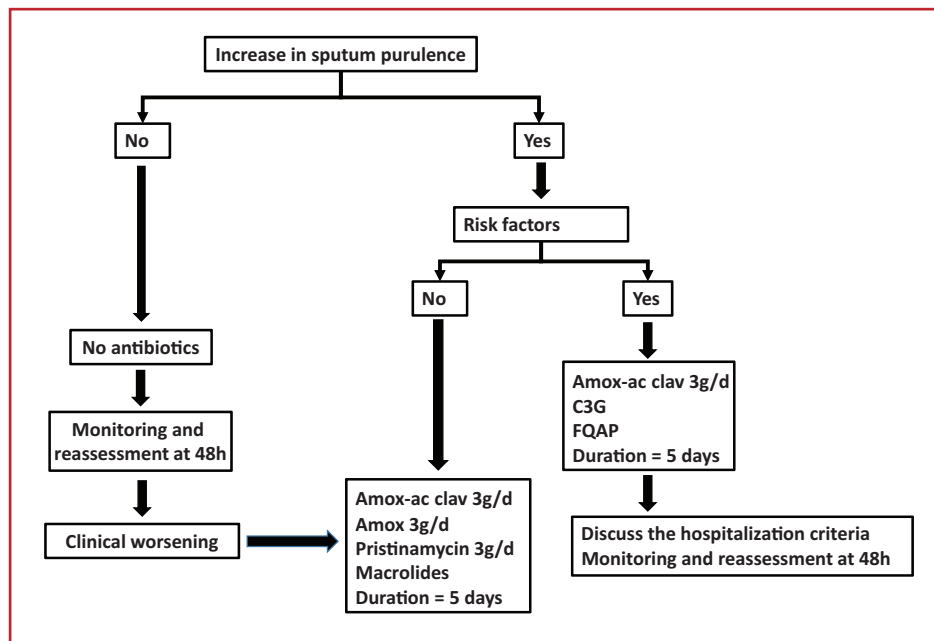 Increase in sputum purulence
No
Yes
Risk factors
No
Yes
No antibiotics
Monitoring and
reassessment at 48h
Clinical worsening
Amox-ac clav 3g/d
Amox 3g/d
Pristinamycin 3g/d
Macrolides
Duration = 5 days
Amox-ac clav 3g/d
C3G
FQAP
Duration = 5 days
Discuss the hospitalization criteria
Monitoring and reassessment at 48h